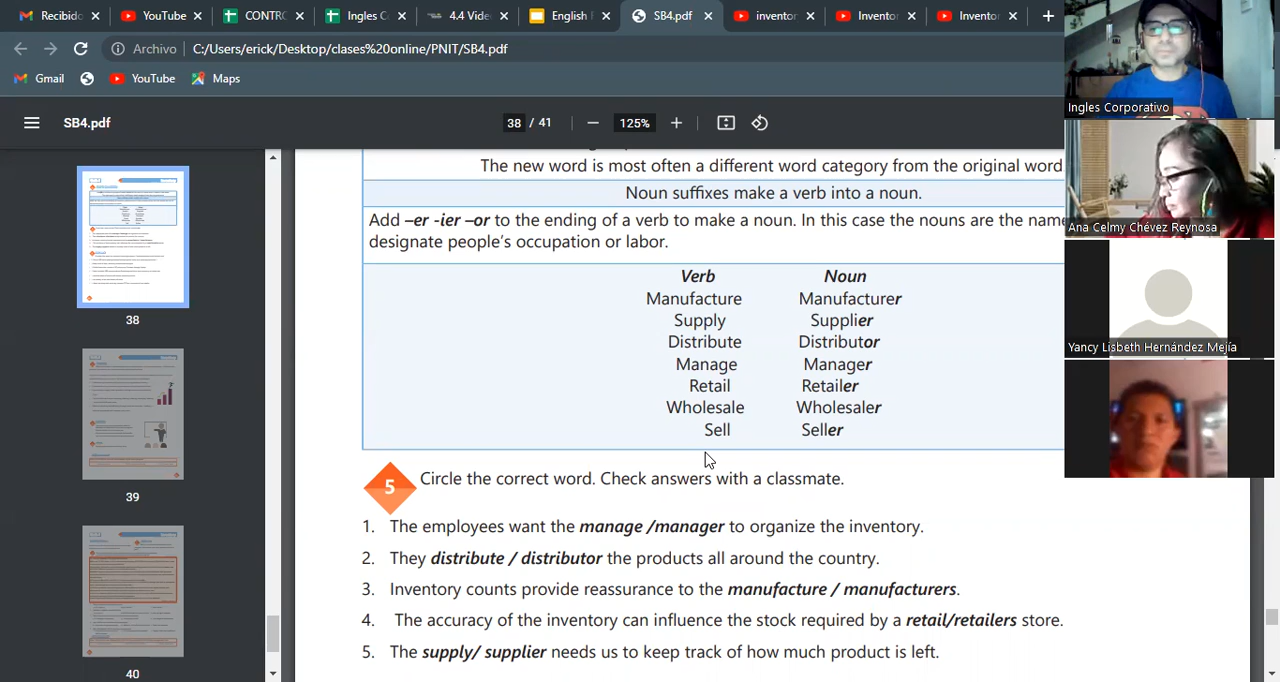 Recibido
YouTube
CONTRO
Ingles C
4.4 Vide
English
SB4.pdf
inventor
Inventor
Inventor
Archivo C:/Users/erick/Desktop/clases%20online/PNIT/SB4.pdf
Gmail YouTube Maps
SB4.pdf 38 / 41 125%
Ingles Corporativo
Ana Celmy Chévez Reynosa
Yancy Lisbeth Hernández Mejía
38
39
40
The new word is most often a different word category from the original word
Noun suffixes make a verb into a noun.
Add –er -ier –or to the ending of a verb to make a noun. In this case the nouns are the name
designate people's occupation or labor.
Verb Noun
Manufacture Manufacturer
Supply Supplier
Distribute Distributor
Manage Manager
Retail Retailer
Wholesale Wholesaler
Sell Seller
5 Circle the correct word. Check answers with a classmate.
1. The employees want the manage /manager to organize the inventory.
2. They distribute / distributor the products all around the country.
3. Inventory counts provide reassurance to the manufacture / manufacturers.
4. The accuracy of the inventory can influence the stock required by a retail/retailers store.
5. The supply/ supplier needs us to keep track of how much product is left.